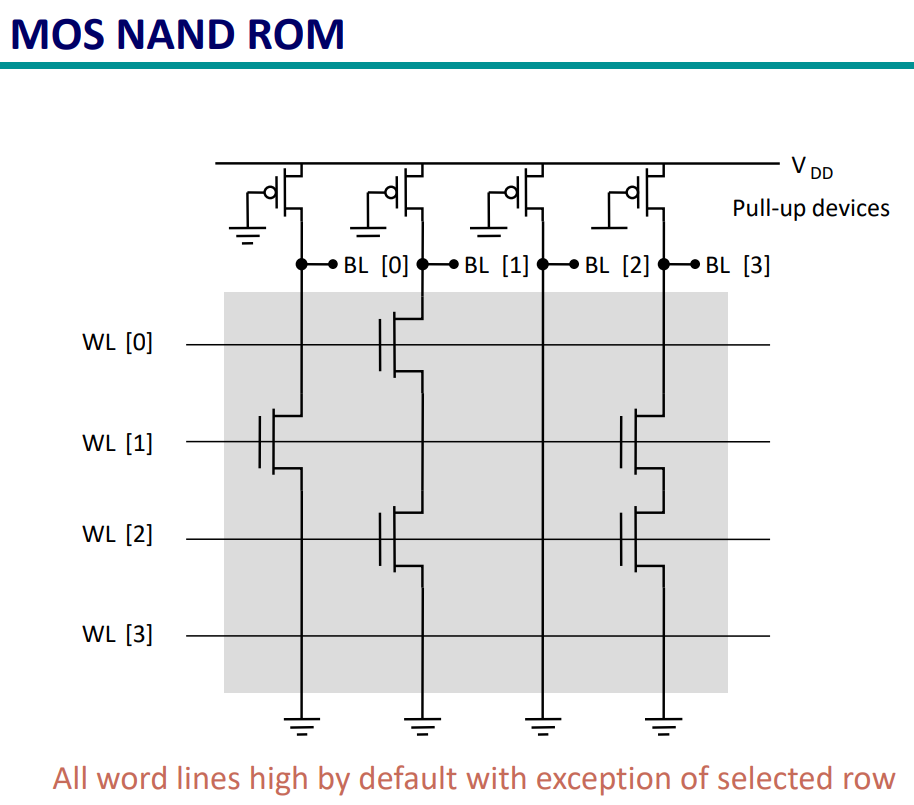 MOS NAND ROM
V DD
Pull-up devices
BL [0] BL [1] BL [2] BL [3]
WL [0]
WL [1]
WL [2]
WL [3]
All word lines high by default with exception of selected row